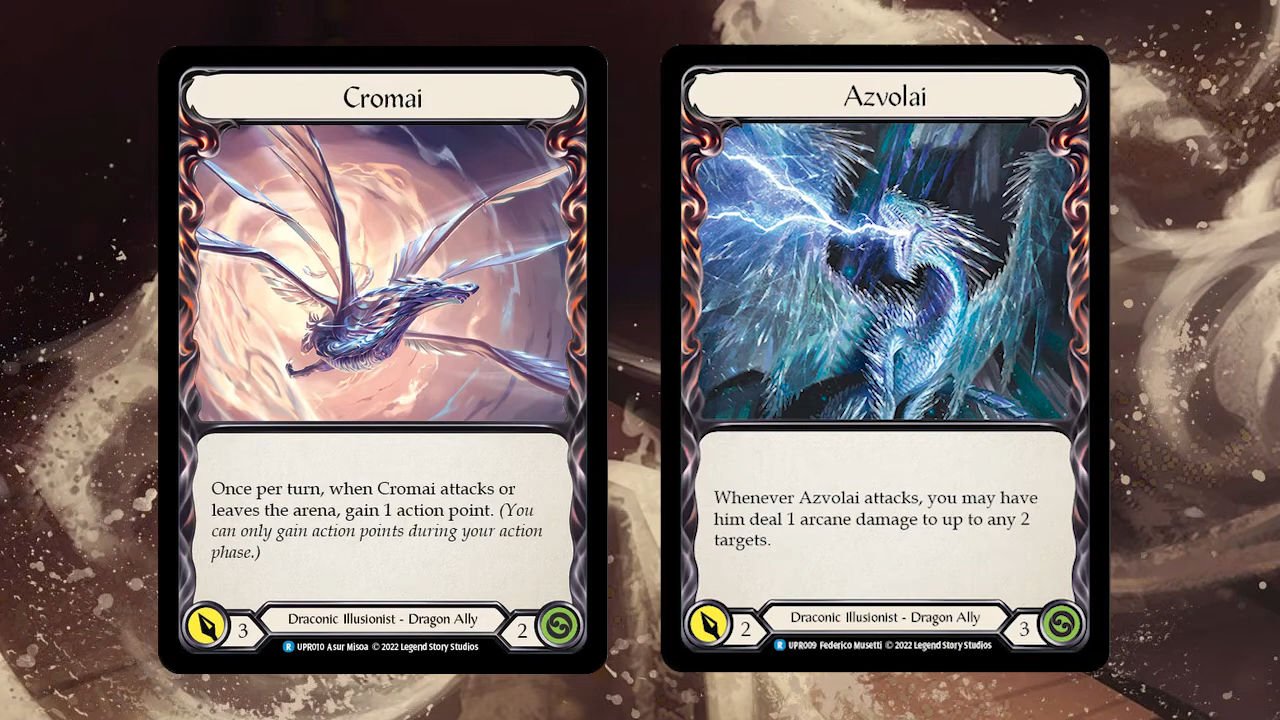 Cromai
Once per turn, when Cromai attacks or
leaves the arena, gain 1 action point. (You
can only gain action points during your action
phase.)
3
Draconic Illusionist - Dragon Ally
2
R UPR010 Asur Misoa © 2022 Legend Story Studios
Azvolai
Whenever Azvolai attacks, you may have
him deal 1 arcane damage to up to any 2
targets.
2
Draconic Illusionist - Dragon Ally
3
R UPR009 Federico Musetti © 2022 Legend Story Studios